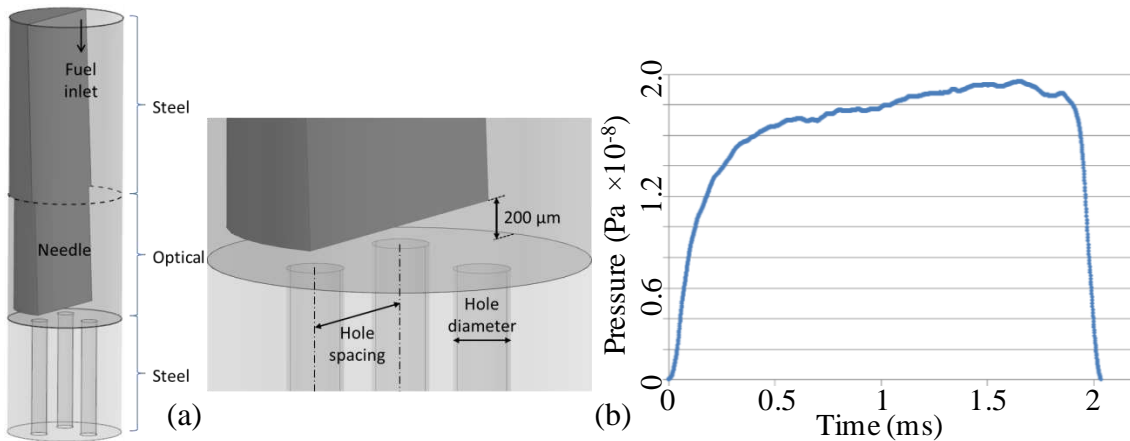 Fuel
inlet
Steel
Needle
Optical
Steel
(a)
200 μm
Hole
spacing
Hole
diameter
(b)
Pressure (Pa ×10-8)
2.0
1.2
0.6
0
0 0.5 1 1.5 2
Time (ms)